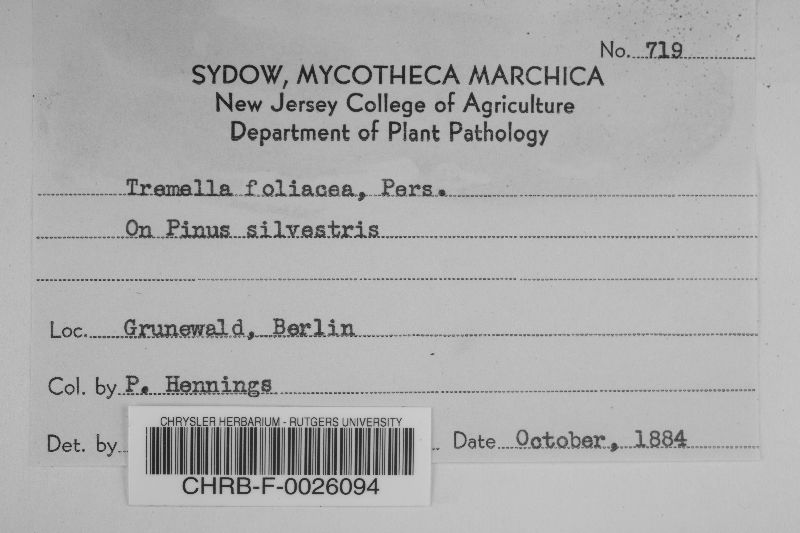 No. 719
SYDOW, MYCOTHECA MARCHICA
New Jersey College of Agriculture
Department of Plant Pathology
Tremella foliacea, Pers.
On Pinus silvestris
Loc. Grunewald, Berlin
Col. by P. Hennings
Det. by
Date October, 1884
CHRYSLER HERBARIUM - RUTGERS UNIVERSITY
CHRB-F-0026094